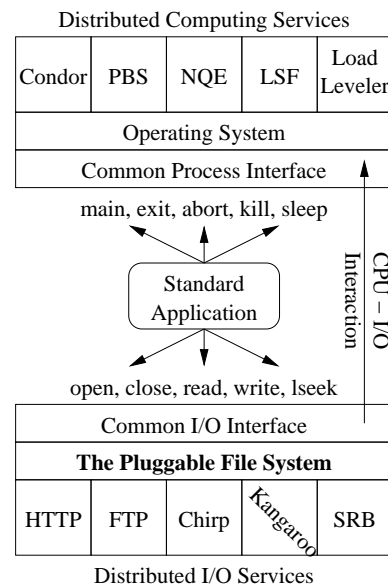 Distributed Computing Services
Condor
PBS
NQE
LSF
Load
Leveler
Operating System
Common Process Interface
main, exit, abort, kill, sleep
Standard
Application
CPU – I/O
Interaction
open, close, read, write, lseek
Common I/O Interface
The Pluggable File System
HTTP
FTP
Chirp
Kangaroo
SRB
Distributed I/O Services